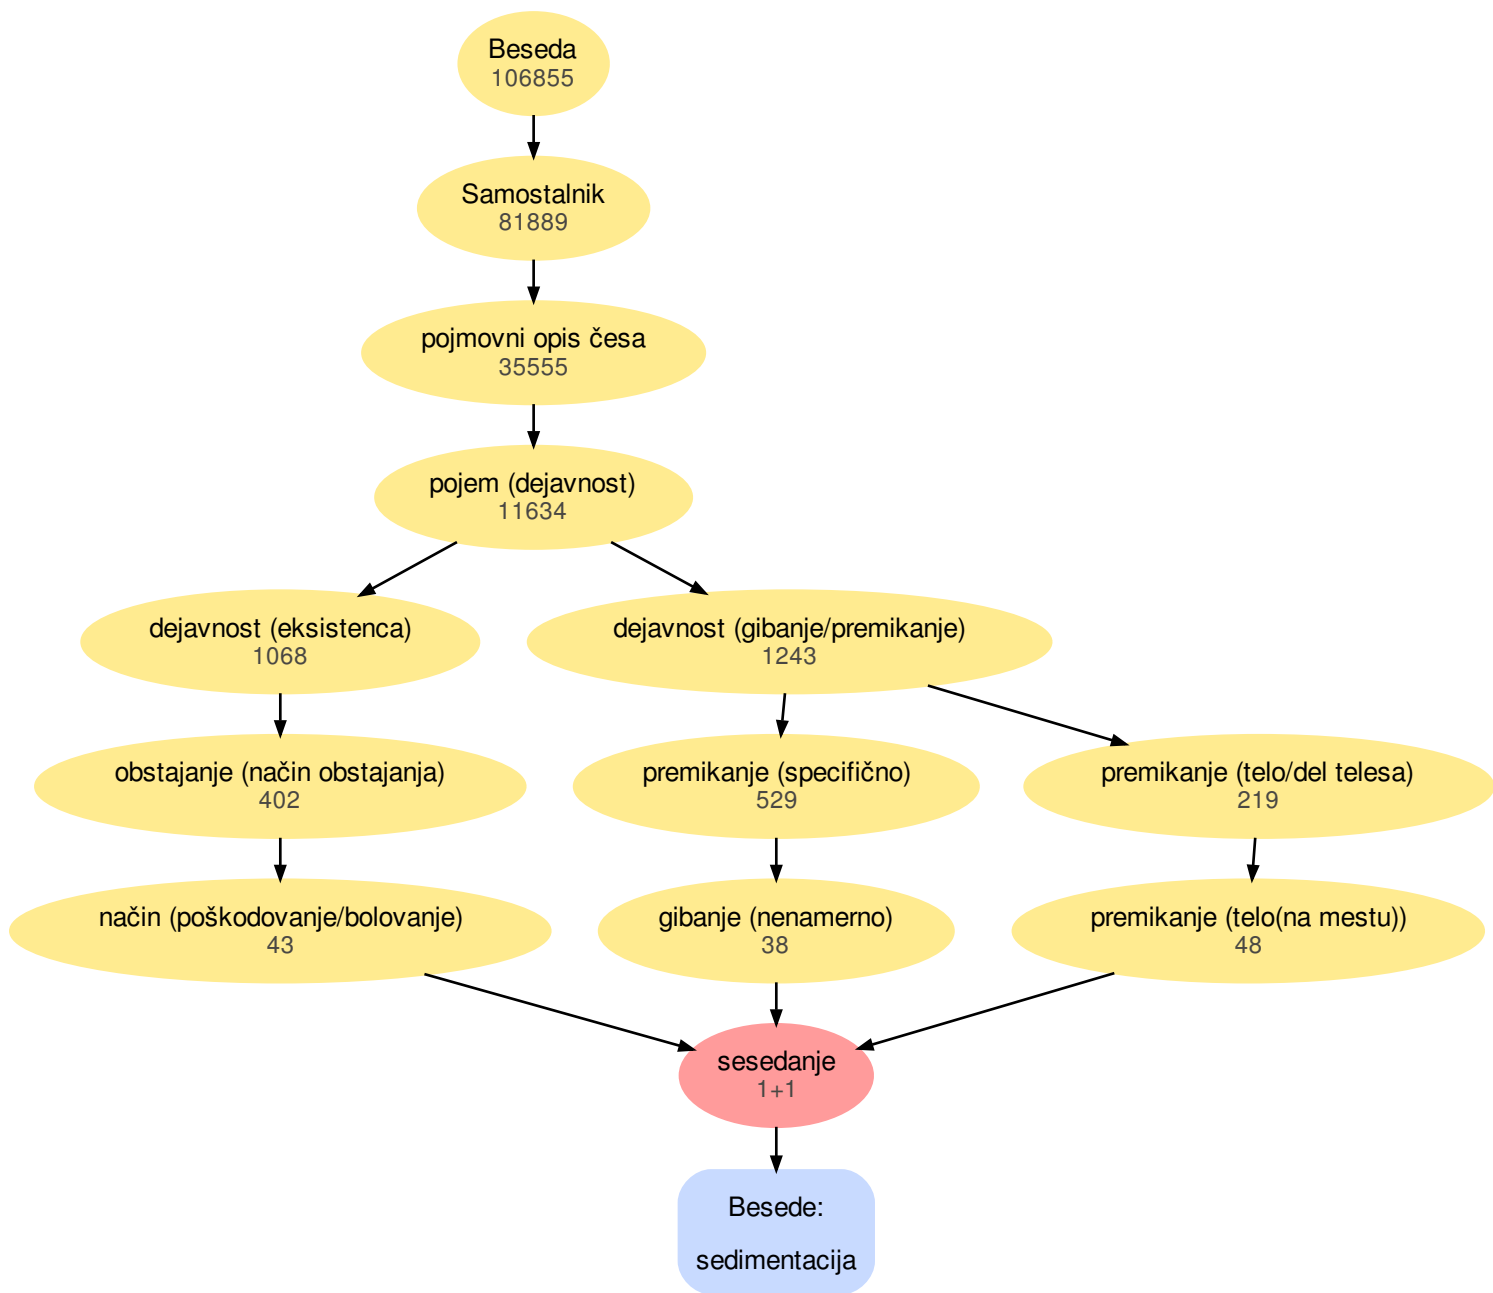 Beseda
106855
Samostalnik
81889
pojmovni opis česa
35555
pojem (dejavnost)
11634
dejavnost (eksistenca)
1068
dejavnost (gibanje/premikanje)
1243
obstajanje (način obstajanja)
402
premikanje (specifično)
529
premikanje (telo/del telesa)
219
način (poškodovanje/bolovanje)
43
gibanje (nenamerno)
38
premikanje (telo(na mestu))
48
sesedanje
1+1
Besede:
sedimentacija